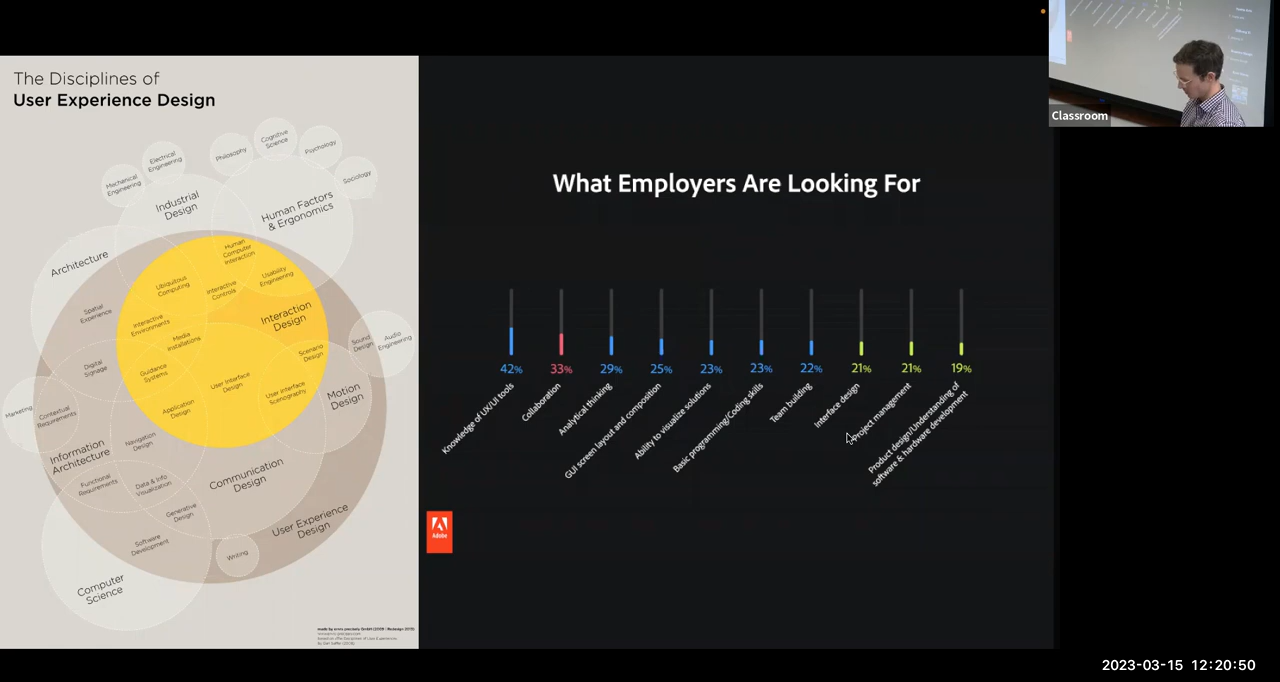 The Disciplines of
User Experience Design
Mechanical
Engineering
Electrical
Engineering
Philosophy
Cognitive
Science
Psychology
Sociology
Industrial
Design
Human Factors
& Ergonomics
Architecture
Human
Computer
Interaction
Ubiquitous
Computing
Interactive
Controls
Usability
Engineering
Spatial
Experience
Interactive
Environments
Media
Installations
Interaction
Design
Sound
Design
Audio
Engineering
Digital
Signage
Guidance
Systems
Scenario
Design
User Interface
Design
User Interface
Scenography
Motion
Design
Application
Design
Marketing
Contextual
Requirements
Information
Architecture
Navigation
Design
Communication
Design
Functional
Requirements
Data & Info
Visualization
Generative
Design
User Experience
Design
Software
Development
Writing
Computer
Science
What Employers Are Looking For
42%
33%
29%
25%
23%
23%
22%
21%
21%
19%
Knowledge of UX/UI tools
Collaboration
Analytical thinking
GUI screen layout and composition
Ability to visualize solutions
Basic programming/Coding skills
Team building
Interface design
Project management
Product design/Understanding of
software & hardware development
Adobe
Classroom
2023-03-15 12:20:50